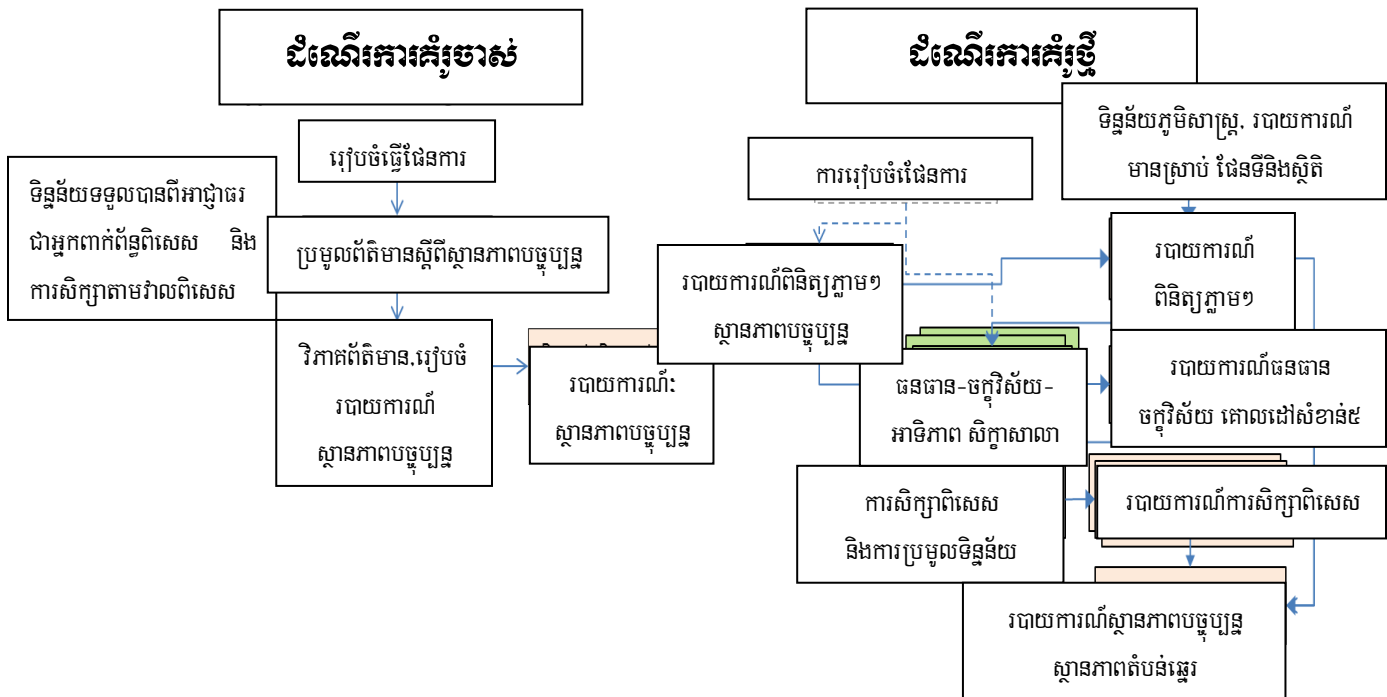 ដំណើរការគំរូចាស់
រៀបចំធ្វើផែនការ
ទិន្នន័យទទួលបានពីអាជ្ញាធរ
ជាអ្នកពាក់ព័ន្ធពិសេស និង
ការសិក្សាតាមវាលពិសេស
ប្រមូលព័ត៌មានស្តីពីស្ថានភាពបច្ចុប្បន្ន
វិភាគព័ត៌មាន,រៀបចំ
របាយការណ៍
ស្ថានភាពបច្ចុប្បន្ន
របាយការណ៍:
ស្ថានភាពបច្ចុប្បន្ន
ដំណើរការគំរូថ្មី
ទិន្នន័យភូមិសាស្ត្រ, របាយការណ៍
មានស្រាប់ ផែនទីនិងស្ថិតិ
ការរៀបចំផែនការ
របាយការណ៍ពិនិត្យភ្លាមៗ
ស្ថានភាពបច្ចុប្បន្ន
របាយការណ៍
ពិនិត្យភ្លាមៗ
ធនធាន-ចក្ខុវិស័យ-
អាទិភាព សិក្ខាសាលា
របាយការណ៍ធនធាន
ចក្ខុវិស័យ គោលដៅសំខាន់៥
ការសិក្សាពិសេស
និងការប្រមូលទិន្នន័យ
របាយការណ៍ការសិក្សាពិសេស
របាយការណ៍ស្ថានភាពបច្ចុប្បន្ន
ស្ថានភាពតំបន់ឆ្នេរ